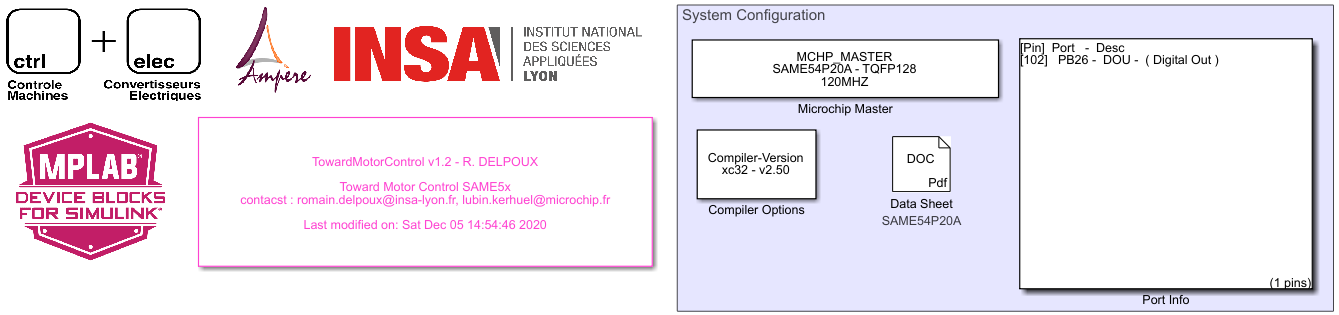 ctrl
+
elec
Controle
Machines
Convertisseurs
Electriques
Ampere
INSA
INSTITUT NATIONAL
DES SCIENCES
APPLIQUÉES
LYON
MPLAB
DEVICE BLOCKS
FOR SIMULINK™
TowardMotorControl v1.2 - R. DELPOUX
Toward Motor Control SAME5x
contacst : romain.delpoux@insa-lyon.fr, lubin.kerhuel@microchip.fr
Last modified on: Sat Dec 05 14:54:46 2020
System Configuration
MCHP_MASTER
SAME54P20A - TQFP128
120MHZ
Microchip Master
Compiler-Version
xc32 - v2.50
Compiler Options
DOC
Pdf
Data Sheet
SAME54P20A
[Pin] Port - Desc
[102] PB26 - DOU - ( Digital Out )
(1 pins)
Port Info